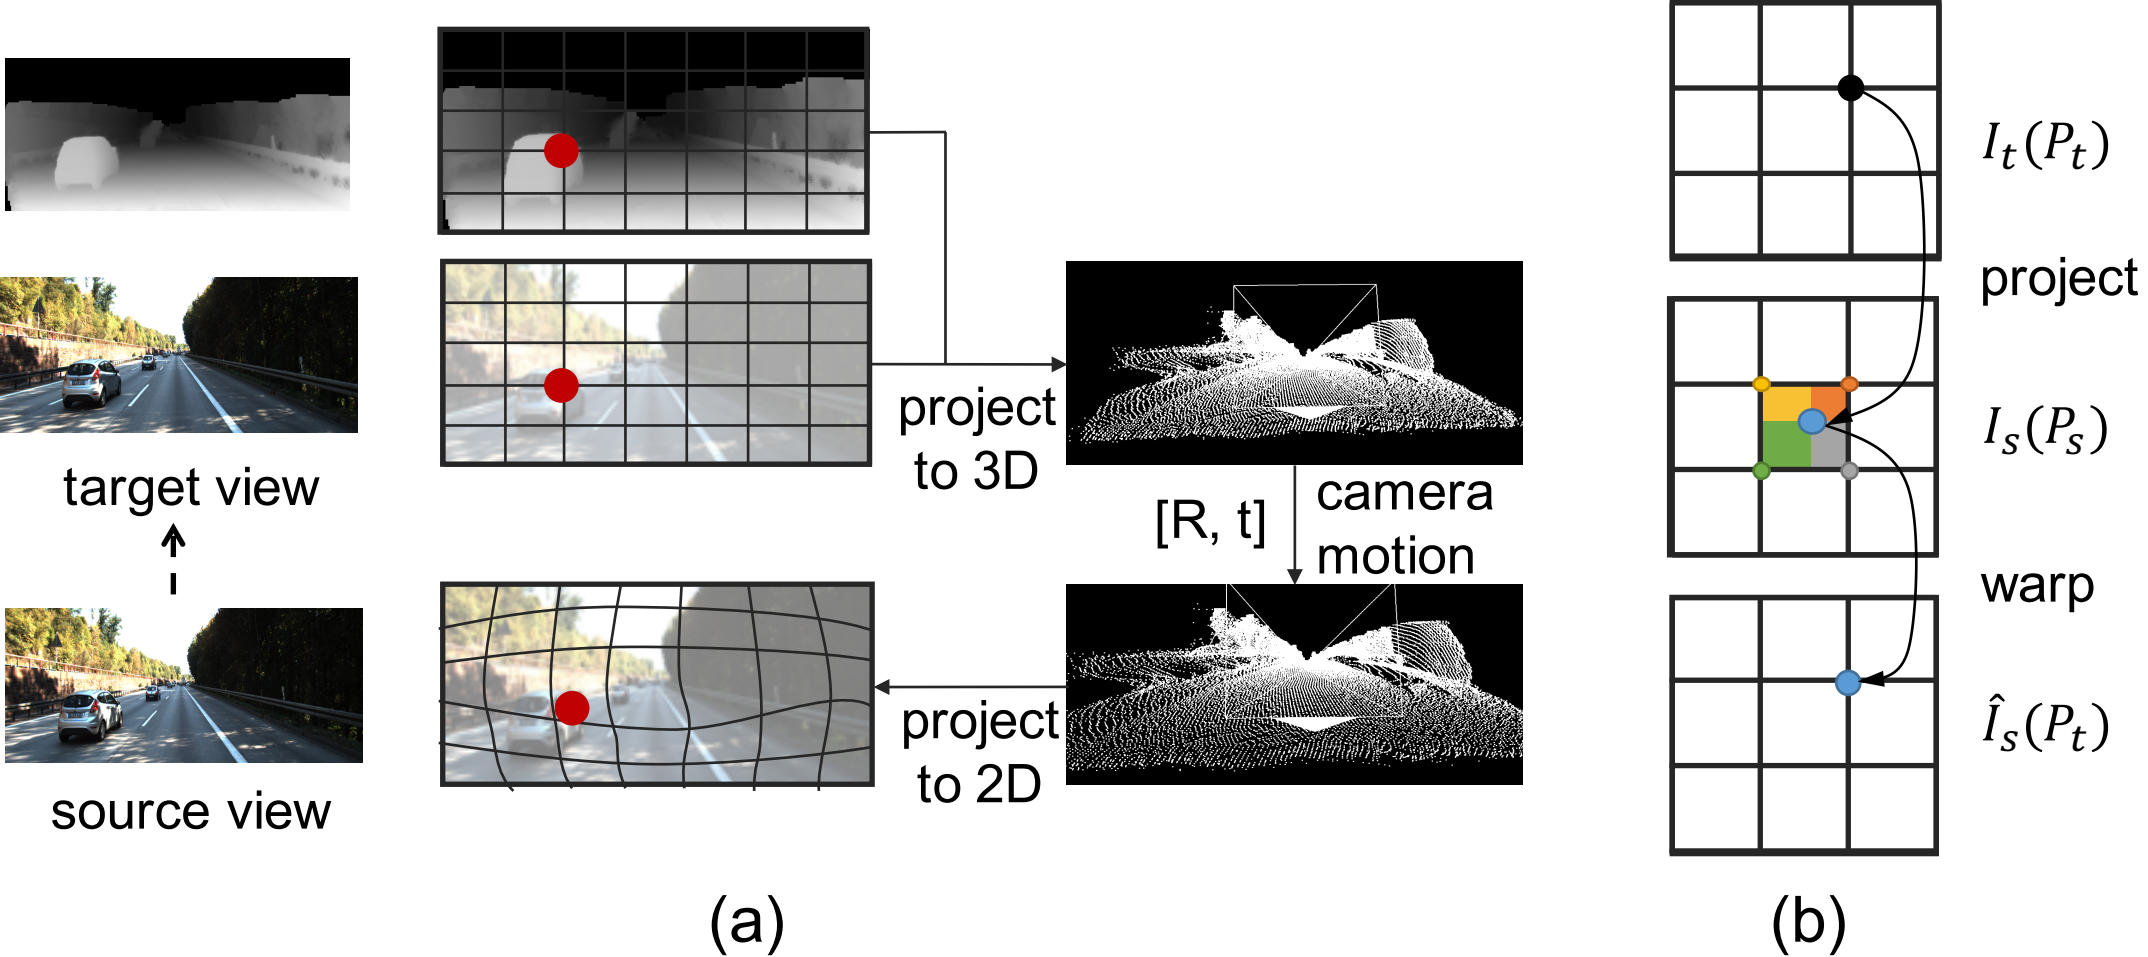 target view
source view
project
to 3D
[R, t]
camera
motion
project
to 2D
(a)
I_t(P_t)
project
I_s(P_s)
warp
Î_s(P_t)
(b)